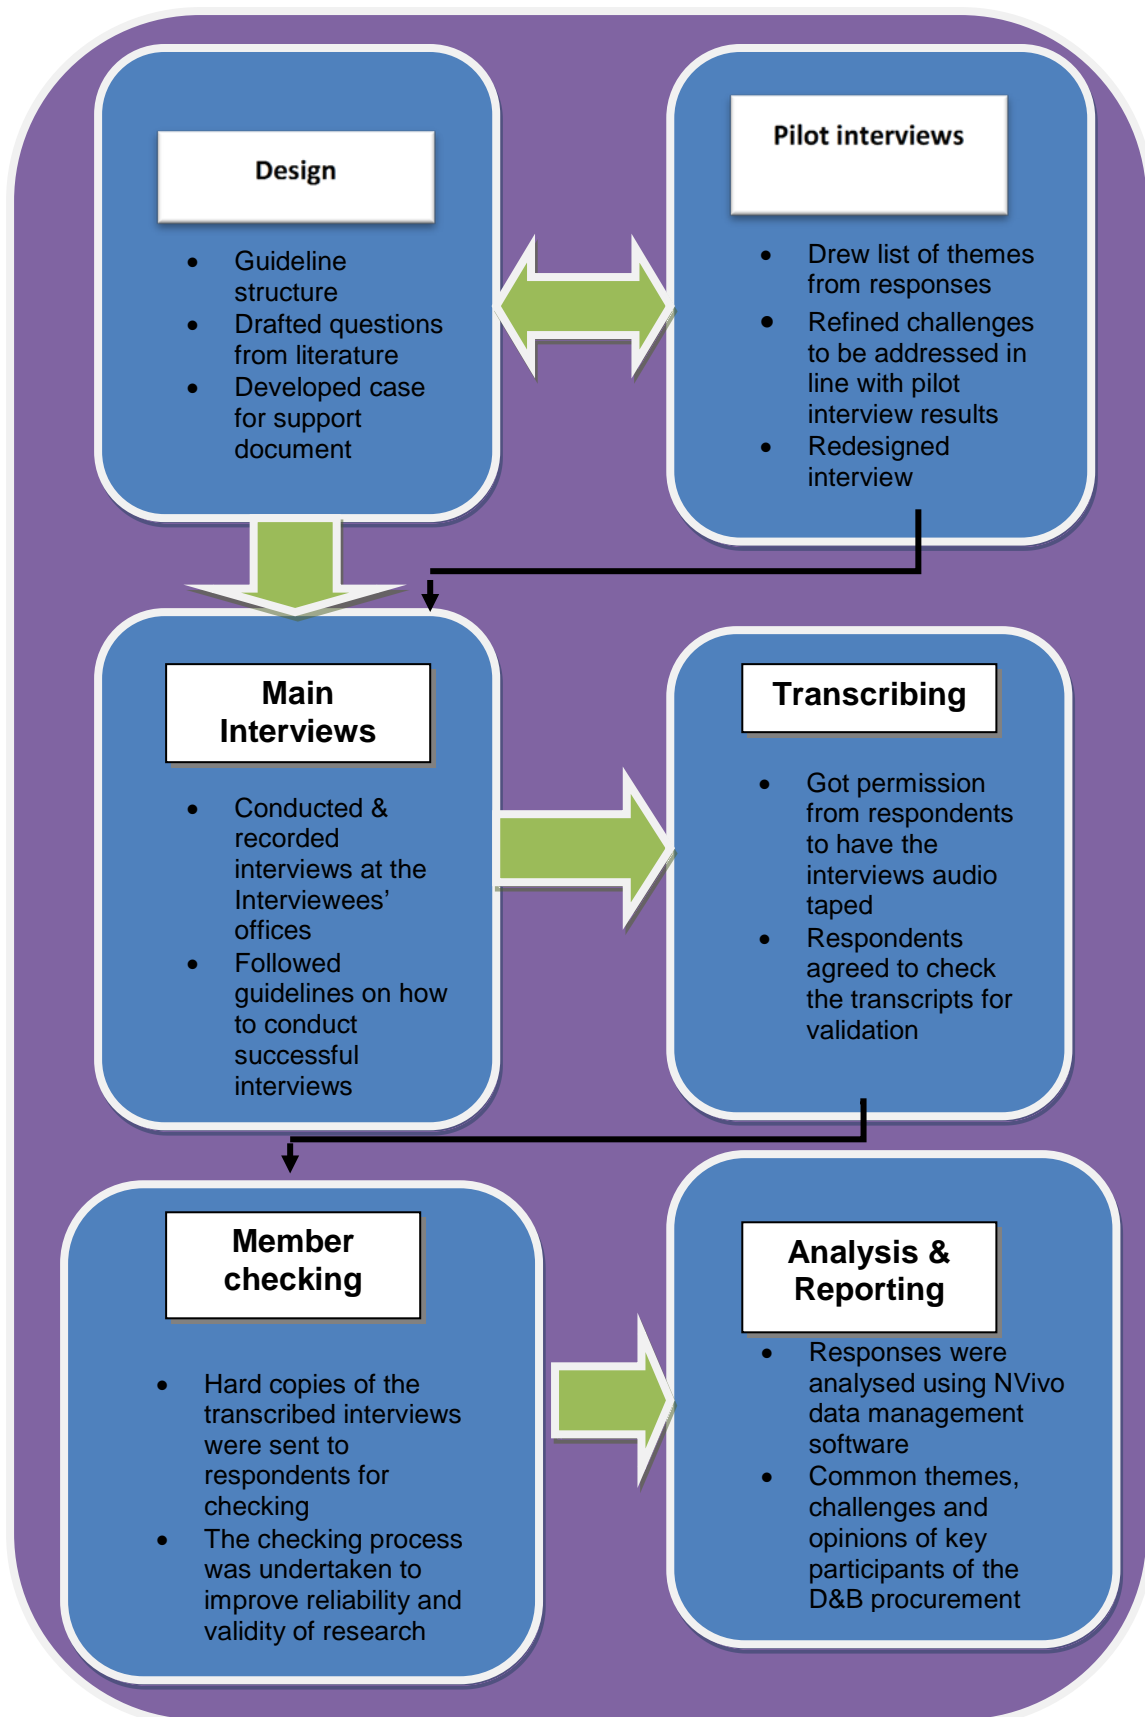 Design
• Guideline
structure
• Drafted questions
from literature
• Developed case
for support
document
Pilot interviews
• Drew list of themes
from responses
• Refined challenges
to be addressed in
line with pilot
interview results
• Redesigned
interview
Main
Interviews
• Conducted &
recorded
interviews at the
Interviewees’
offices
• Followed
guidelines on how
to conduct
successful
interviews
Transcribing
• Got permission
from respondents
to have the
interviews audio
taped
• Respondents
agreed to check
the transcripts for
validation
Member
checking
• Hard copies of the
transcribed interviews
were sent to
respondents for
checking
• The checking process
was undertaken to
improve reliability and
validity of research
Analysis &
Reporting
• Responses were
analysed using NVivo
data management
software
• Common themes,
challenges and
opinions of key
participants of the
D&B procurement